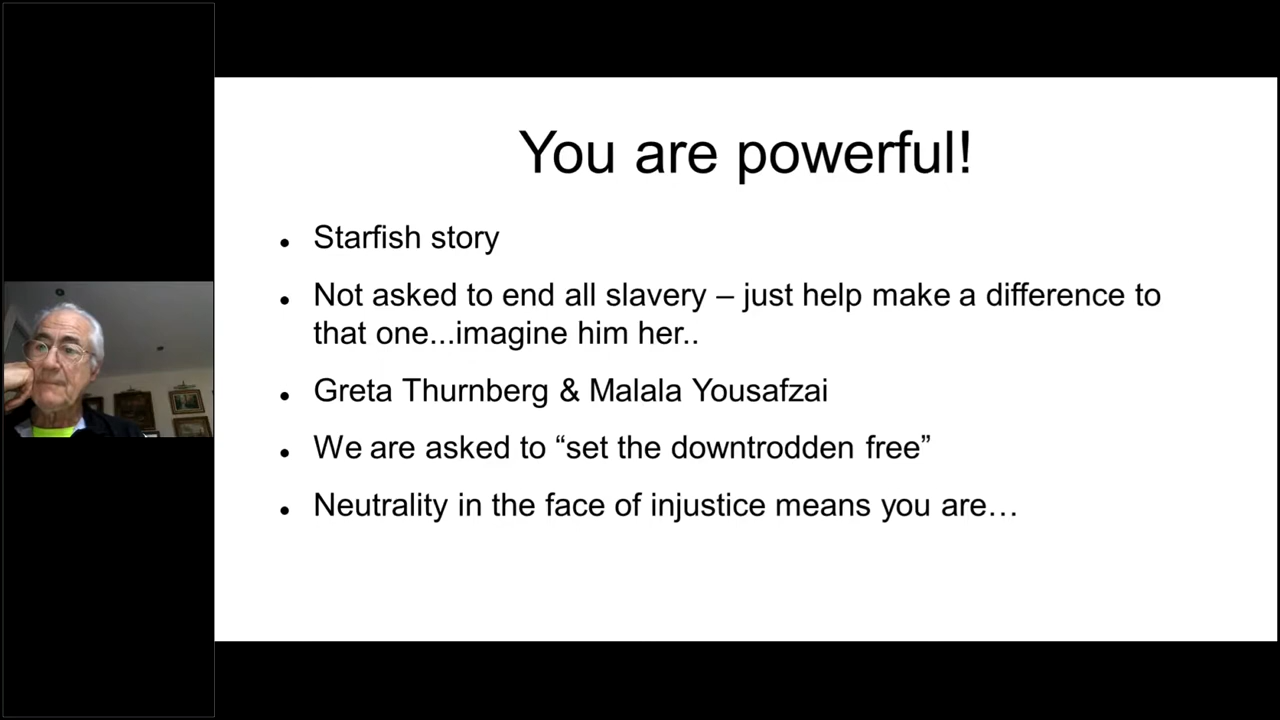 You are powerful!
• Starfish story
• Not asked to end all slavery – just help make a difference to
that one...imagine him her..
• Greta Thurnberg & Malala Yousafzai
• We are asked to “set the downtrodden free”
• Neutrality in the face of injustice means you are…